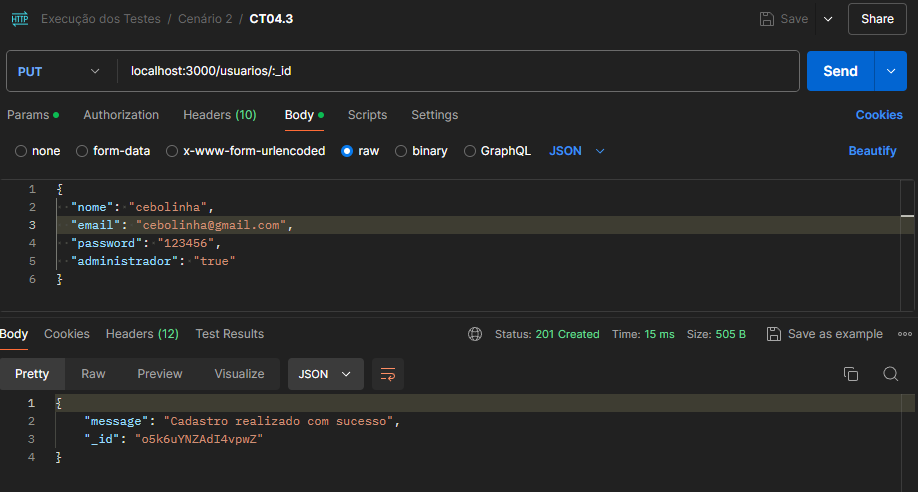 HTTP Execução dos Testes / Cenário 2 / CT04.3 Save Share
PUT localhost:3000/usuarios/:_id Send
Params Authorization Headers (10) Body Scripts Settings Cookies
none form-data x-www-form-urlencoded raw binary GraphQL JSON Beautify
1 {
2 "nome": "cebolinha",
3 "email": "cebolinha@gmail.com",
4 "password": "123456",
5 "administrador": "true"
6 }
Body Cookies Headers (12) Test Results Status: 201 Created Time: 15 ms Size: 505 B Save as example
Pretty Raw Preview Visualize JSON
1 {
2 "message": "Cadastro realizado com sucesso",
3 "_id": "o5k6uYNZAdI4vpwZ"
4 }